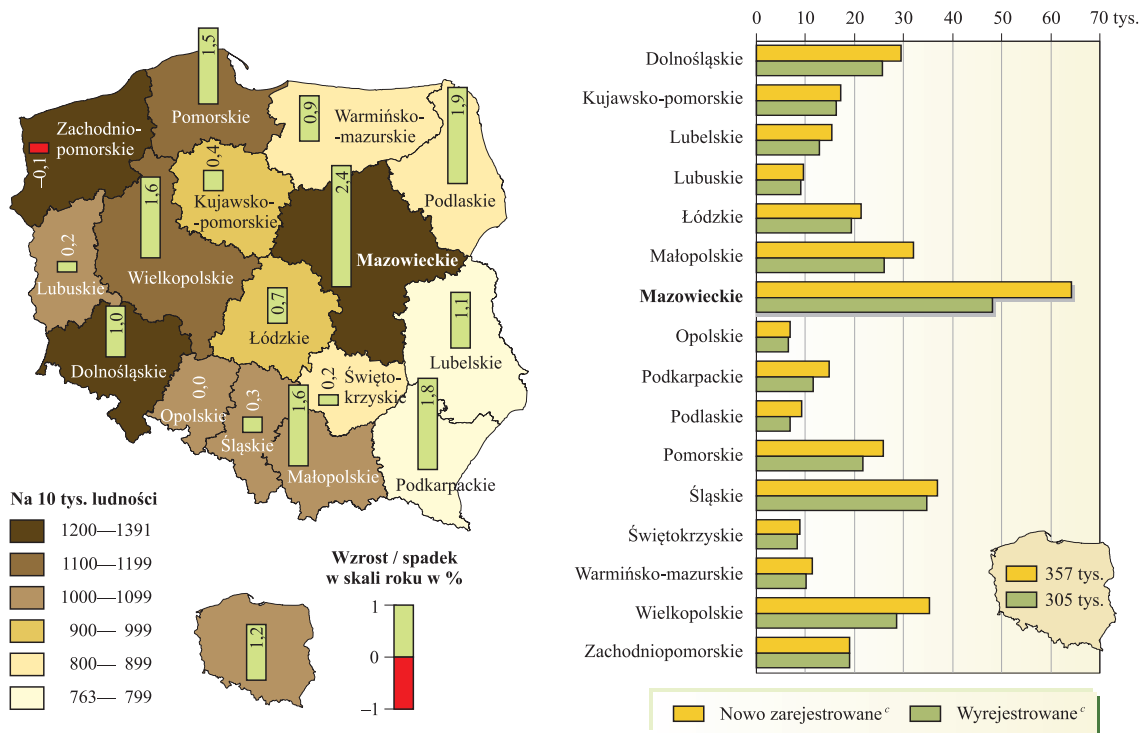 1,5
Pomorskie
Zachodnio-
pomorskie
–0,1
0,9
Warmińsko-
-mazurskie
1,9
Podlaskie
0,4
Kujawsko-
-pomorskie
1,6
Wielkopolskie
2,4
Mazowieckie
0,2
Lubuskie
0,7
Łódzkie
1,1
Lubelskie
1,0
Dolnośląskie
0,0
Opolskie
0,3
Śląskie
1,6
Małopolskie
0,2
Święto-
krzyskie
1,8
Podkarpackie
Na 10 tys. ludności
1200—1391
1100—1199
1000—1099
900— 999
800— 899
763— 799
1,2
Wzrost / spadek
w skali roku w %
1
0
–1
0 10 20 30 40 50 60 70 tys.
Dolnośląskie
Kujawsko-pomorskie
Lubelskie
Lubuskie
Łódzkie
Małopolskie
Mazowieckie
Opolskie
Podkarpackie
Podlaskie
Pomorskie
Śląskie
Świętokrzyskie
Warmińsko-mazurskie
Wielkopolskie
Zachodniopomorskie
357 tys.
305 tys.
Nowo zarejestrowane c Wyrejestrowane c